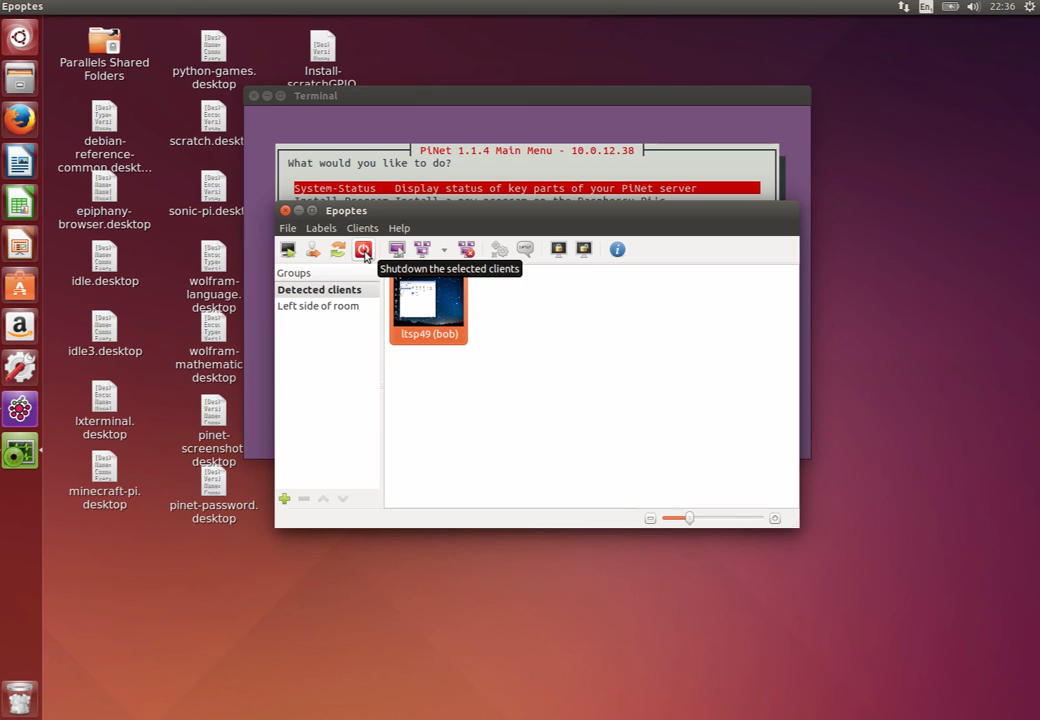 Epoptes
En
22:36
Parallels Shared
Folders
python-games.
desktop
Install-
scratchGPIO
debian-
reference-
common.deskt...
scratch.deskt
epiphany-
browser.desktop
sonic-pi.deskt
idle.desktop
wolfram-
language.
desktop
idle3.desktop
wolfram-
mathematic
desktop
lxterminal.
desktop
pinet-
screenshot
desktop
minecraft-pi.
desktop
pinet-password.
desktop
Terminal
PiNet 1.1.4 Main Menu - 10.0.12.38
What would you like to do?
System-Status Display status of key parts of your PiNet server
Epoptes
File Labels Clients Help
Shutdown the selected clients
Groups
Detected clients
Left side of room
ltsp49 (bob)